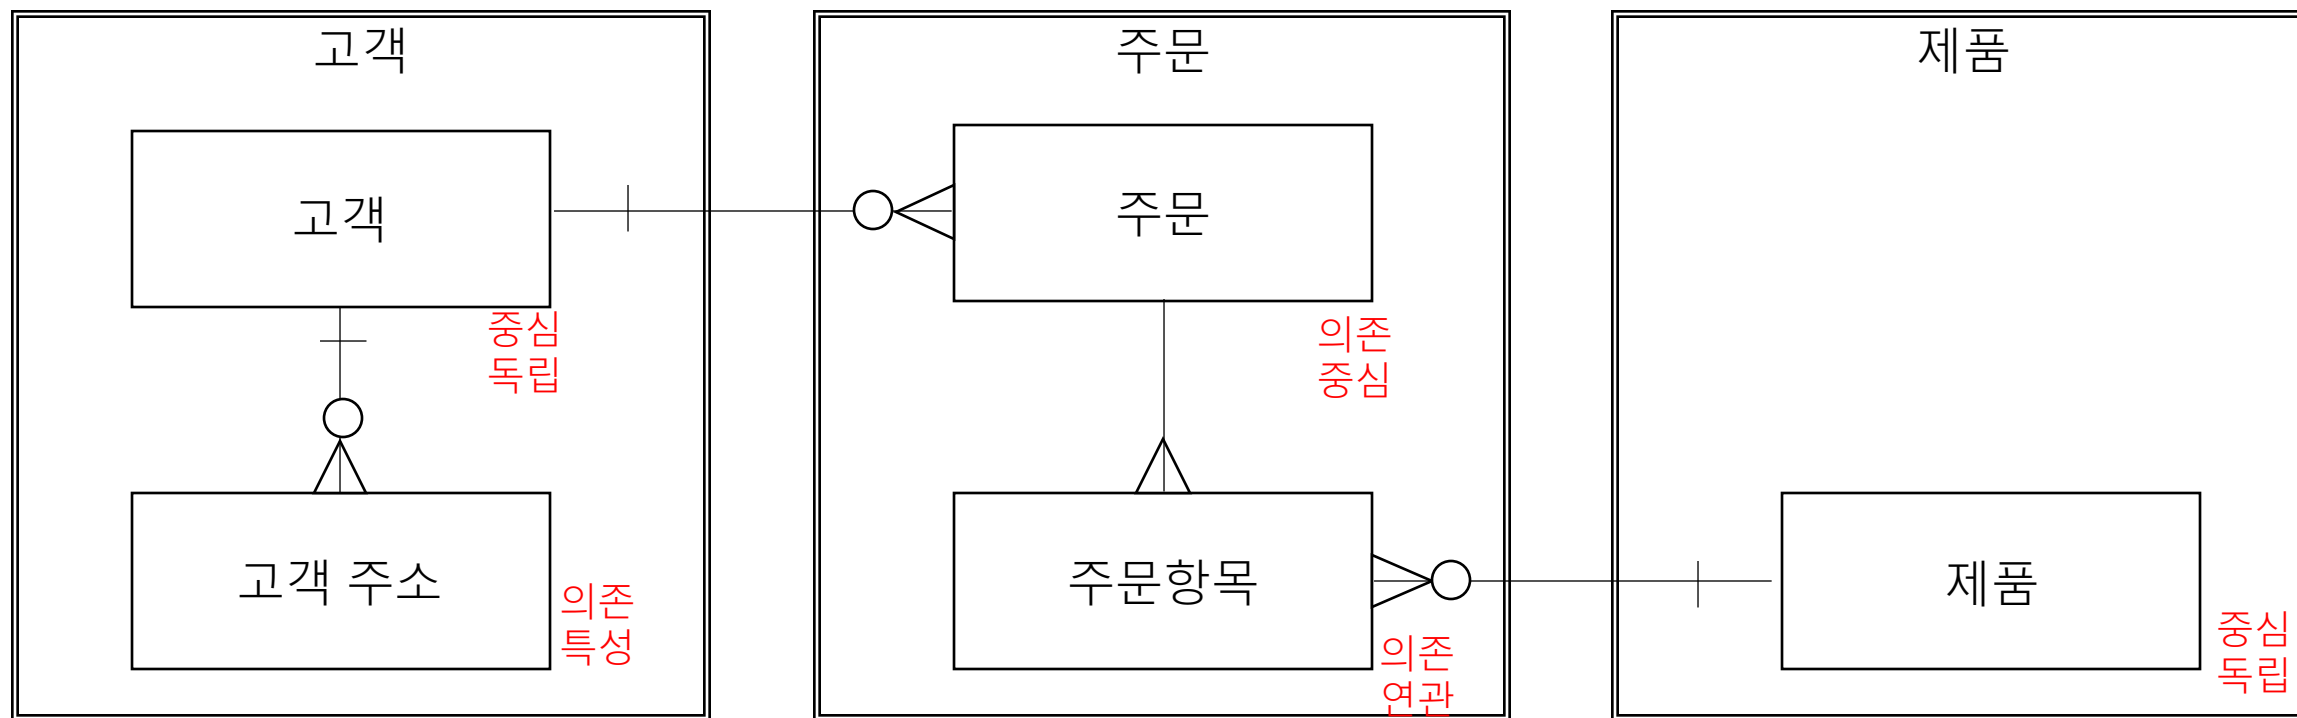 고객
주문
제품
고객
주문
중심
독립
의존
중심
고객 주소
주문항목
제품
의존
특성
의존
연관
중심
독립